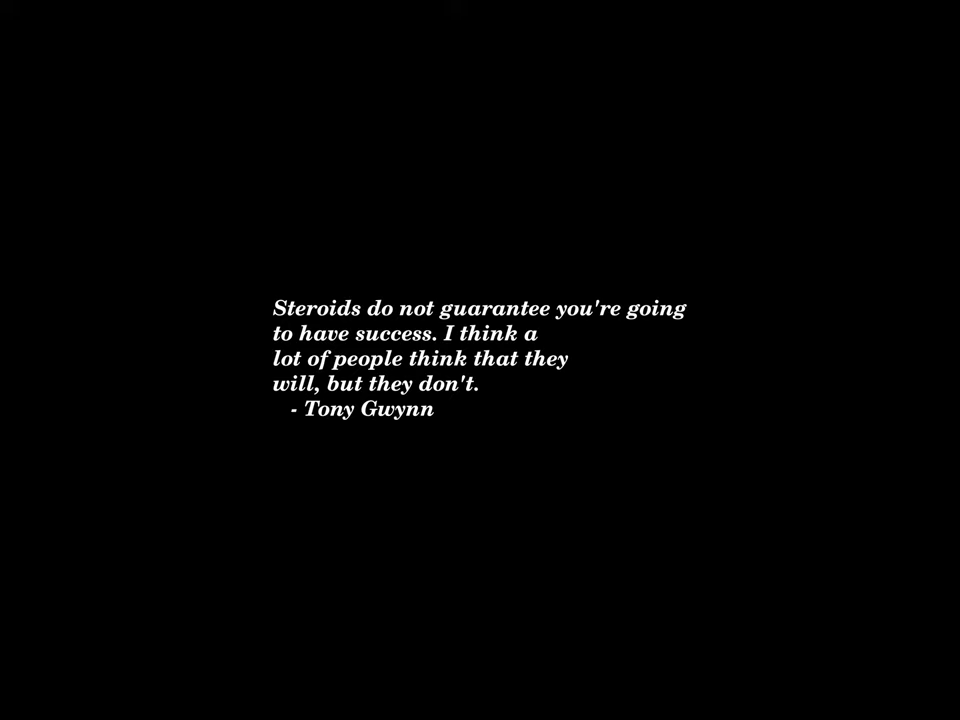 Steroids do not guarantee you're going
to have success. I think a
lot of people think that they
will, but they don't.
- Tony Gwynn